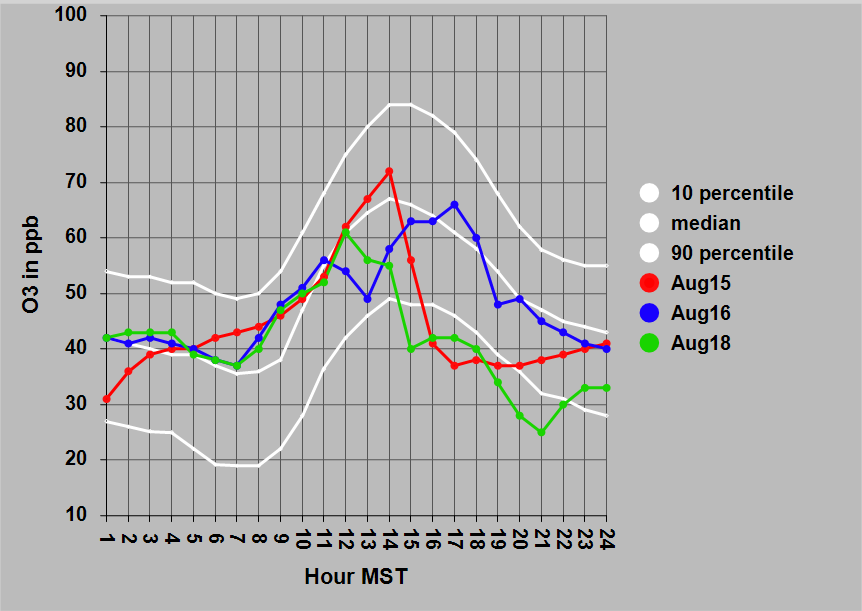 100
90
80
70
60
50
40
30
20
10
O3 in ppb
1 2 3 4 5 6 7 8 9 10 11 12 13 14 15 16 17 18 19 20 21 22 23 24
Hour MST
10 percentile
median
90 percentile
Aug15
Aug16
Aug18